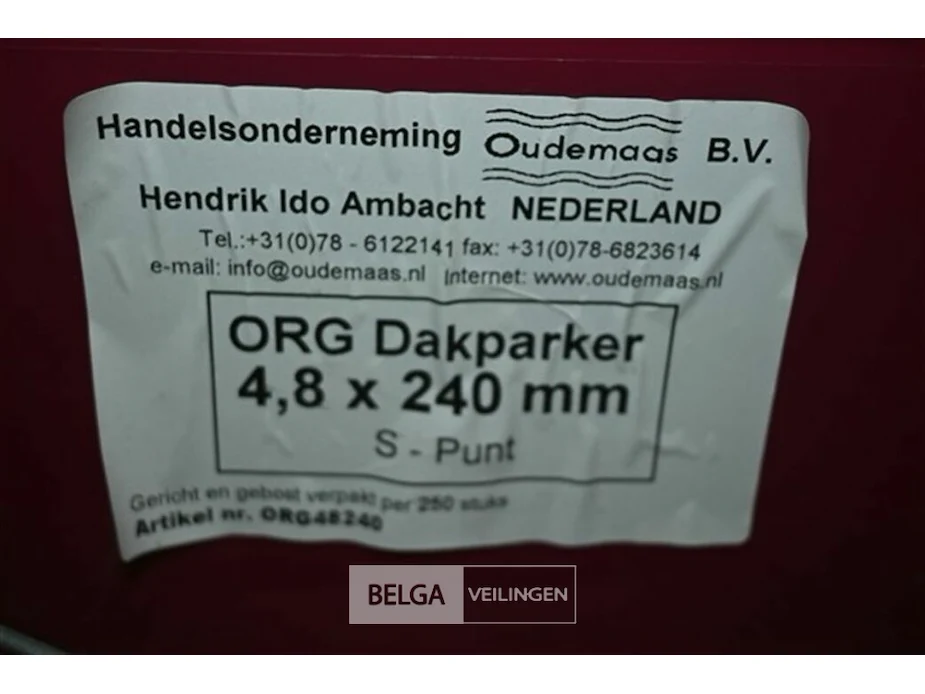 Handelsonderneming Oudemaas B.V.
Hendrik Ido Ambacht NEDERLAND
Tel.:+31(0)78 - 6122141 fax: +31(0)78-6823614
e-mail: info@oudemaas.nl Internet: www.oudemaas.nl
ORG Dakparker
4,8 x 240 mm
S - Punt
Gericht en gebost verpakt per 250 stuks
Artikel nr. ORG48240
BELGA VEILINGEN